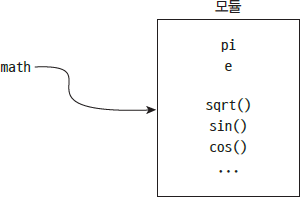 모듈
pi
e
math
sqrt()
sin()
cos()
...